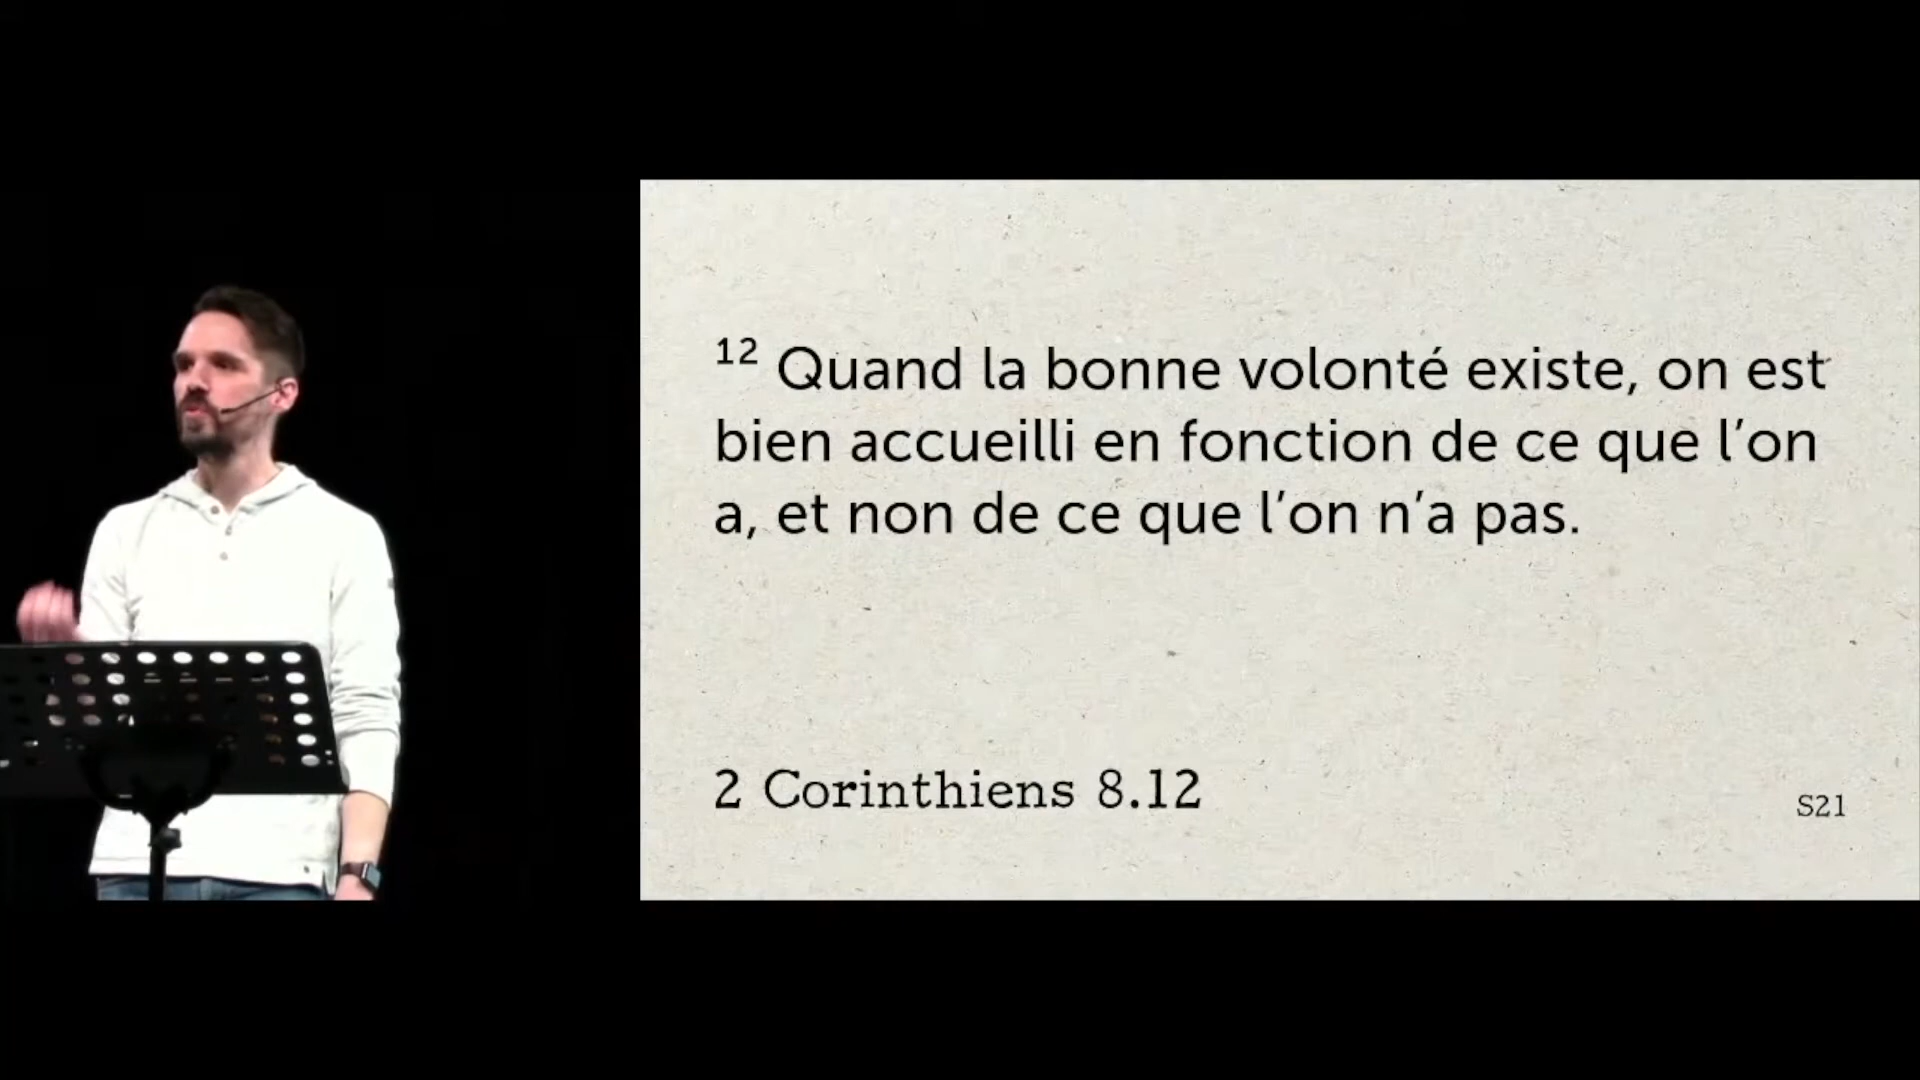 12 Quand la bonne volonté existe, on est
bien accueilli en fonction de ce que l’on
a, et non de ce que l’on n’a pas.
2 Corinthiens 8.12
S21